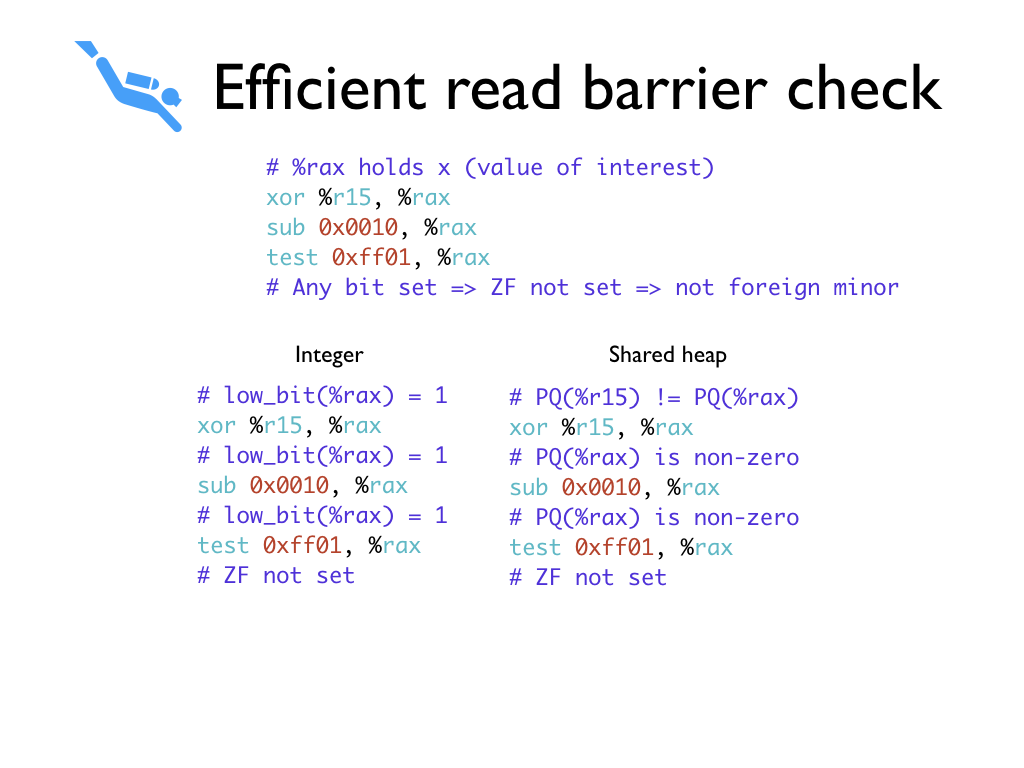 Efficient read barrier check
# %rax holds x (value of interest)
xor %r15, %rax
sub 0x0010, %rax
test 0xff01, %rax
# Any bit set => ZF not set => not foreign minor
Integer
# low_bit(%rax) = 1
xor %r15, %rax
# low_bit(%rax) = 1
sub 0x0010, %rax
# low_bit(%rax) = 1
test 0xff01, %rax
# ZF not set
Shared heap
# PQ(%r15) != PQ(%rax)
xor %r15, %rax
# PQ(%rax) is non-zero
sub 0x0010, %rax
# PQ(%rax) is non-zero
test 0xff01, %rax
# ZF not set